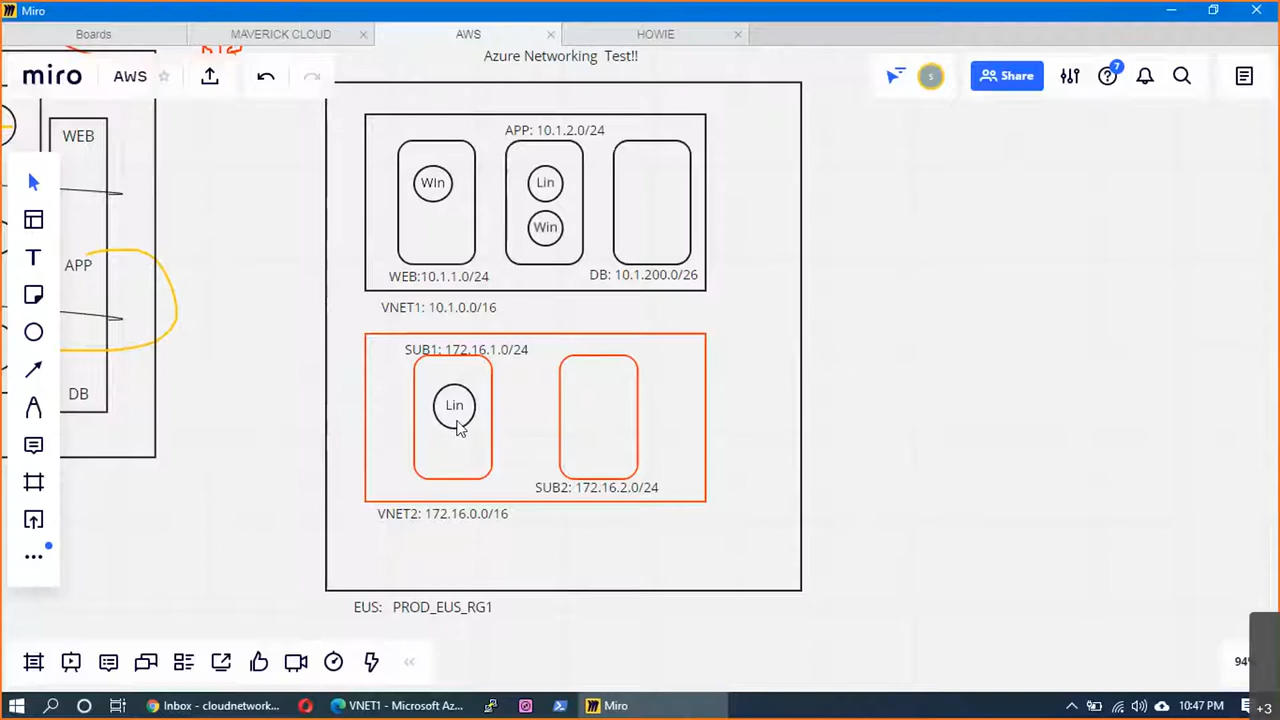 Miro
Boards
MAVERICK CLOUD
AWS
HOWIE
miro
AWS
Azure Networking Test!!
S
Share
7
WEB
APP
DB
APP: 10.1.2.0/24
WIn
Lin
Win
WEB:10.1.1.0/24
DB: 10.1.200.0/26
VNET1: 10.1.0.0/16
SUB1: 172.16.1.0/24
Lin
SUB2: 172.16.2.0/24
VNET2: 172.16.0.0/16
EUS: PROD_EUS_RG1
94%
Inbox - cloudnetwork...
VNET1 - Microsoft Az...
Miro
10:47 PM
+3